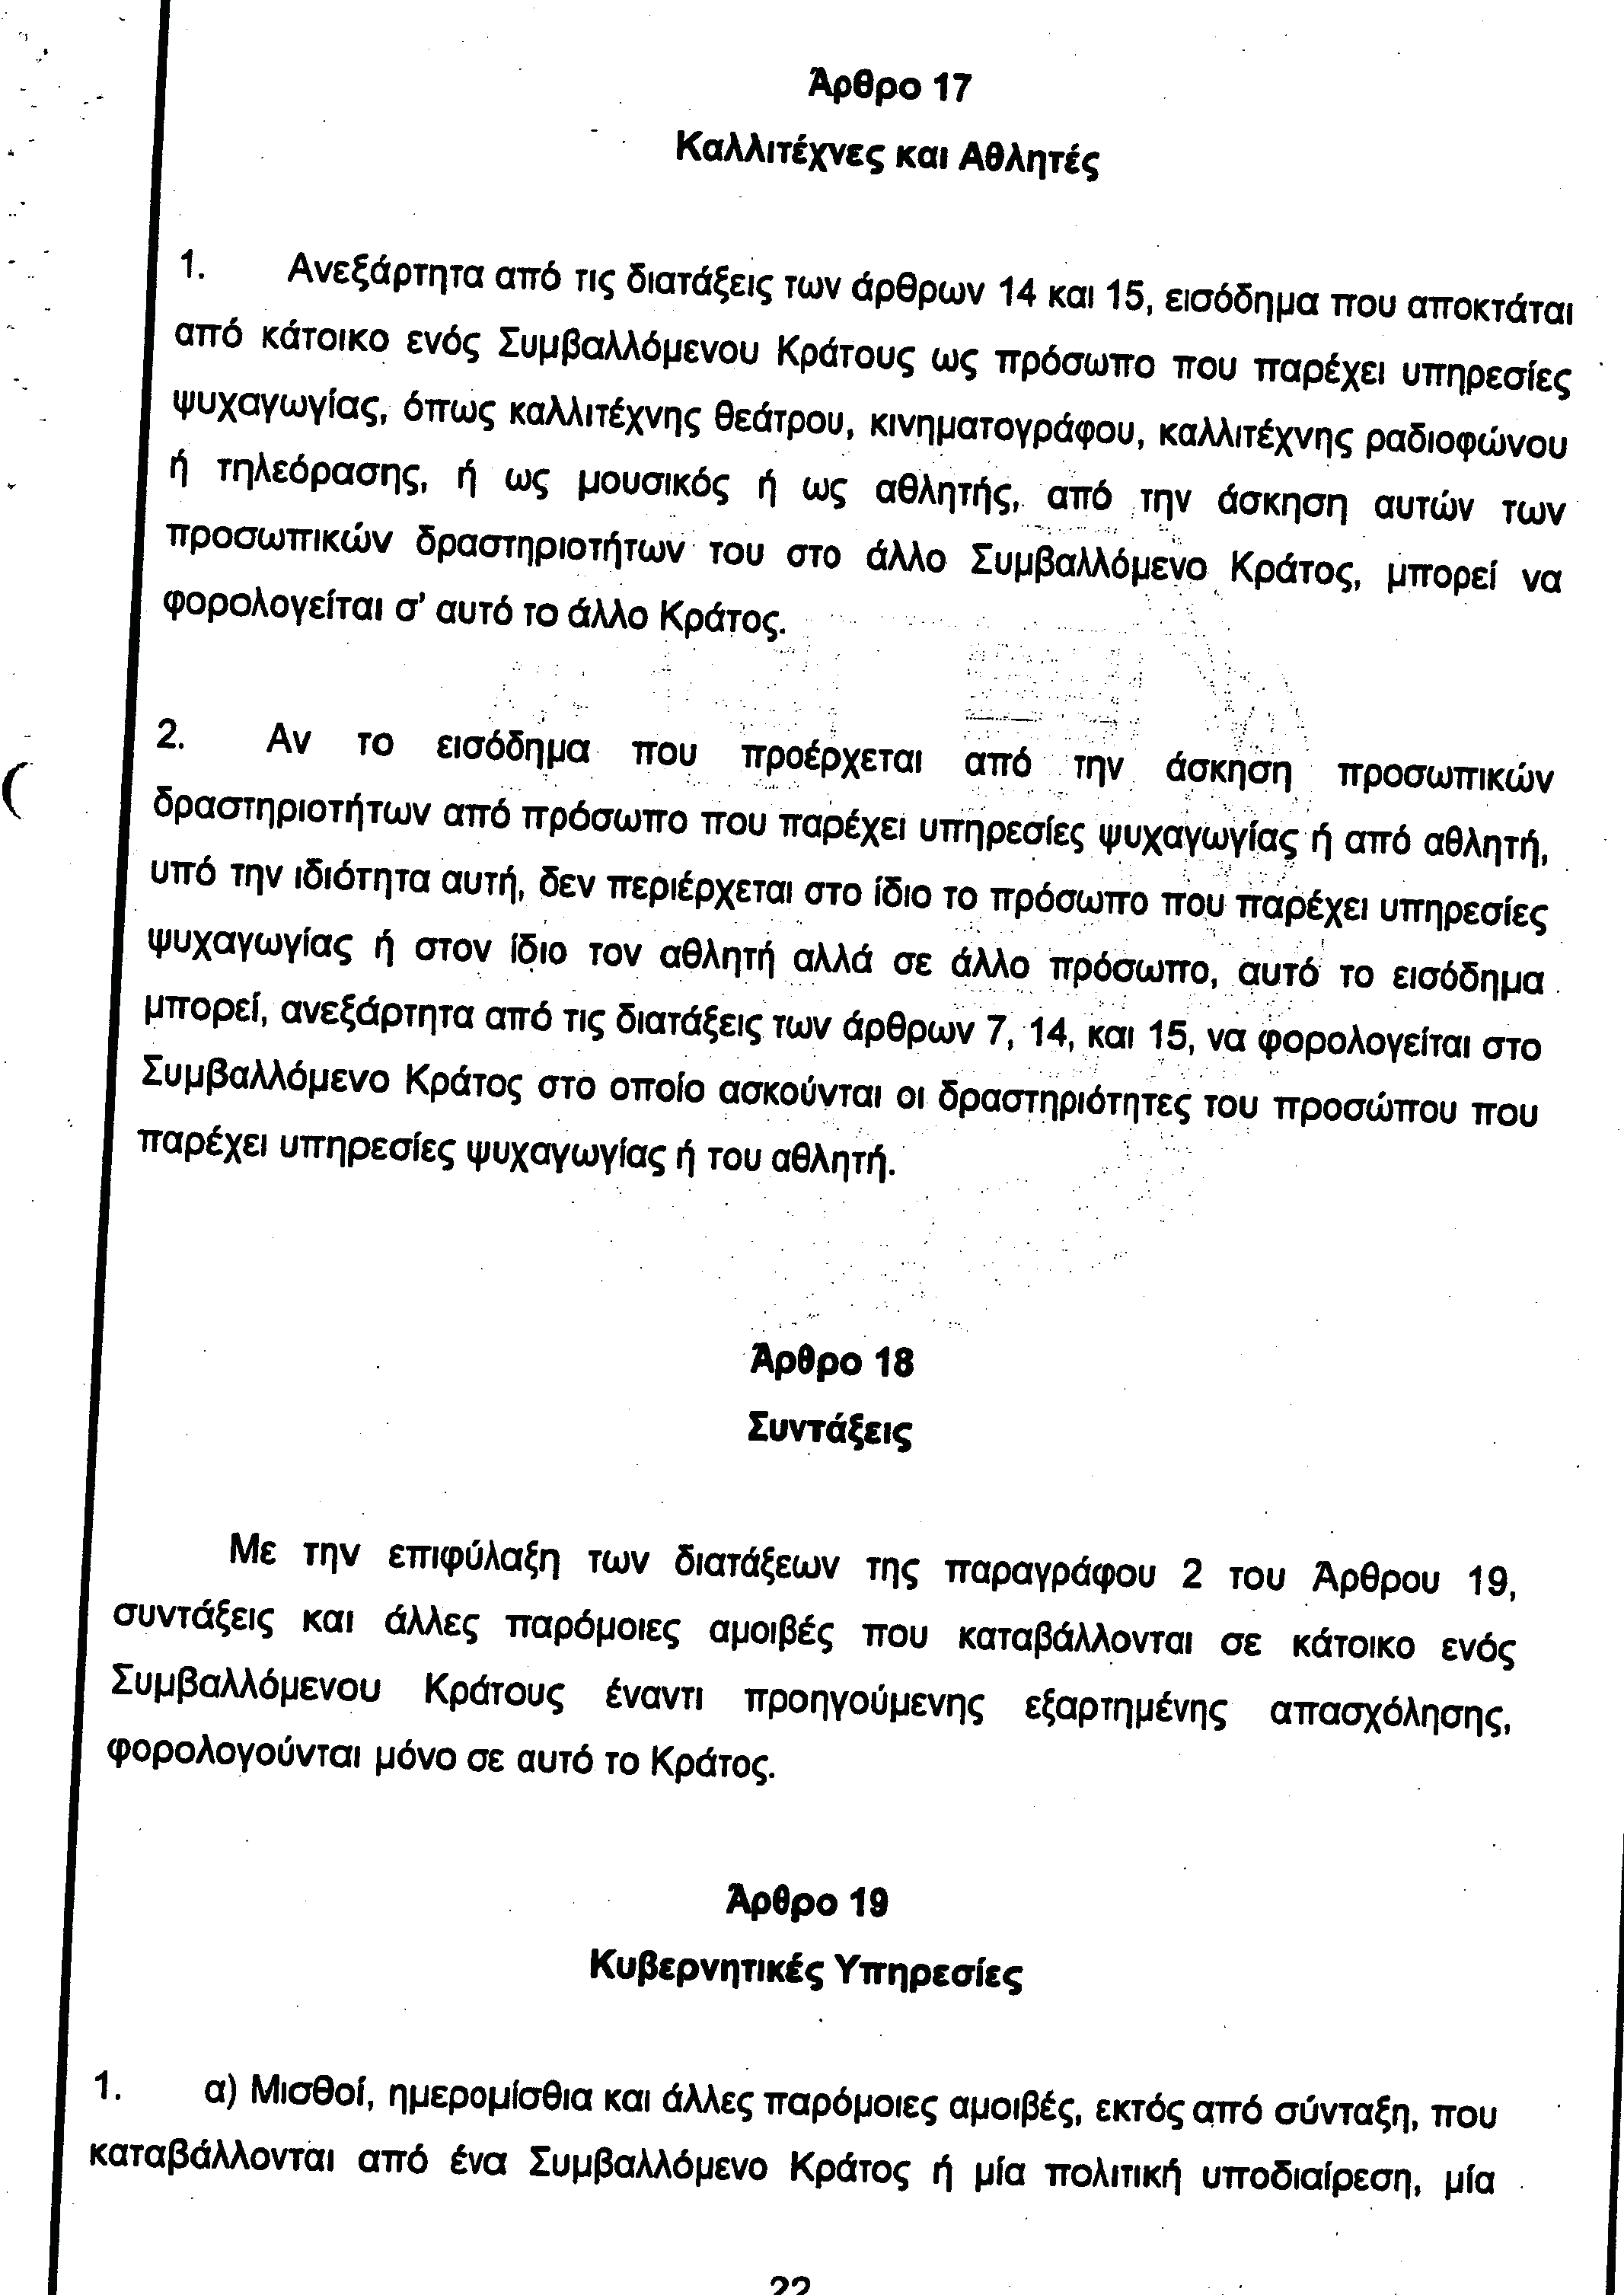 Άρθρο 17
Καλλιτέχνες και Αθλητές
1. Ανεξάρτητα από τις διατάξεις των άρθρων 14 και 15, εισόδημα που αποκτάται
από κάτοικο ενός Συμβαλλόμενου Κράτους ως πρόσωπο που παρέχει υπηρεσίες
ψυχαγωγίας, όπως καλλιτέχνης θεάτρου, κινηματογράφου, καλλιτέχνης ραδιοφώνου
ή τηλεόρασης, ή ως μουσικός ή ως αθλητής, από την άσκηση αυτών των
προσωπικών δραστηριοτήτων του στο άλλο Συμβαλλόμενο Κράτος, μπορεί να
φορολογείται σ' αυτό το άλλο Κράτος.
2. Αν το εισόδημα που προέρχεται από την άσκηση προσωπικών
δραστηριοτήτων από πρόσωπο που παρέχει υπηρεσίες ψυχαγωγίας ή από αθλητή,
υπό την ιδιότητα αυτή, δεν περιέρχεται στο ίδιο το πρόσωπο που παρέχει υπηρεσίες
ψυχαγωγίας ή στον ίδιο τον αθλητή αλλά σε άλλο πρόσωπο, αυτό το εισόδημα
μπορεί, ανεξάρτητα από τις διατάξεις των άρθρων 7, 14, και 15, να φορολογείται στο
Συμβαλλόμενο Κράτος στο οποίο ασκούνται οι δραστηριότητες του προσώπου που
παρέχει υπηρεσίες ψυχαγωγίας ή του αθλητή.
Άρθρο 18
Συντάξεις
Με την επιφύλαξη των διατάξεων της παραγράφου 2 του Άρθρου 19,
συντάξεις και άλλες παρόμοιες αμοιβές που καταβάλλονται σε κάτοικο ενός
Συμβαλλόμενου Κράτους έναντι προηγούμενης εξαρτημένης απασχόλησης,
φορολογούνται μόνο σε αυτό το Κράτος.
Άρθρο 19
Κυβερνητικές Υπηρεσίες
1. α) Μισθοί, ημερομίσθια και άλλες παρόμοιες αμοιβές, εκτός από σύνταξη, που
καταβάλλονται από ένα Συμβαλλόμενο Κράτος ή μία πολιτική υποδιαίρεση, μία
22